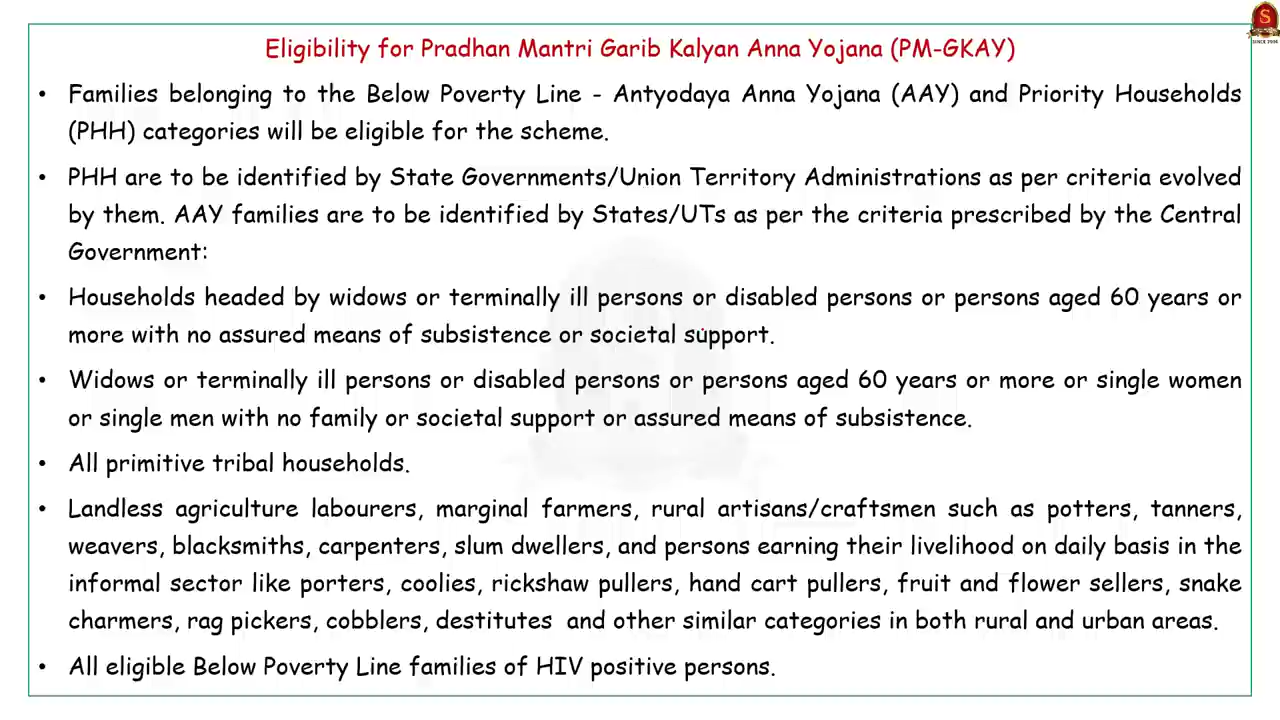 S
SINCE 2004
Eligibility for Pradhan Mantri Garib Kalyan Anna Yojana (PM-GKAY)
• Families belonging to the Below Poverty Line - Antyodaya Anna Yojana (AAY) and Priority Households
(PHH) categories will be eligible for the scheme.
• PHH are to be identified by State Governments/Union Territory Administrations as per criteria evolved
by them. AAY families are to be identified by States/UTs as per the criteria prescribed by the Central
Government:
• Households headed by widows or terminally ill persons or disabled persons or persons aged 60 years or
more with no assured means of subsistence or societal support.
• Widows or terminally ill persons or disabled persons or persons aged 60 years or more or single women
or single men with no family or societal support or assured means of subsistence.
• All primitive tribal households.
• Landless agriculture labourers, marginal farmers, rural artisans/craftsmen such as potters, tanners,
weavers, blacksmiths, carpenters, slum dwellers, and persons earning their livelihood on daily basis in the
informal sector like porters, coolies, rickshaw pullers, hand cart pullers, fruit and flower sellers, snake
charmers, rag pickers, cobblers, destitutes  and other similar categories in both rural and urban areas.
• All eligible Below Poverty Line families of HIV positive persons.